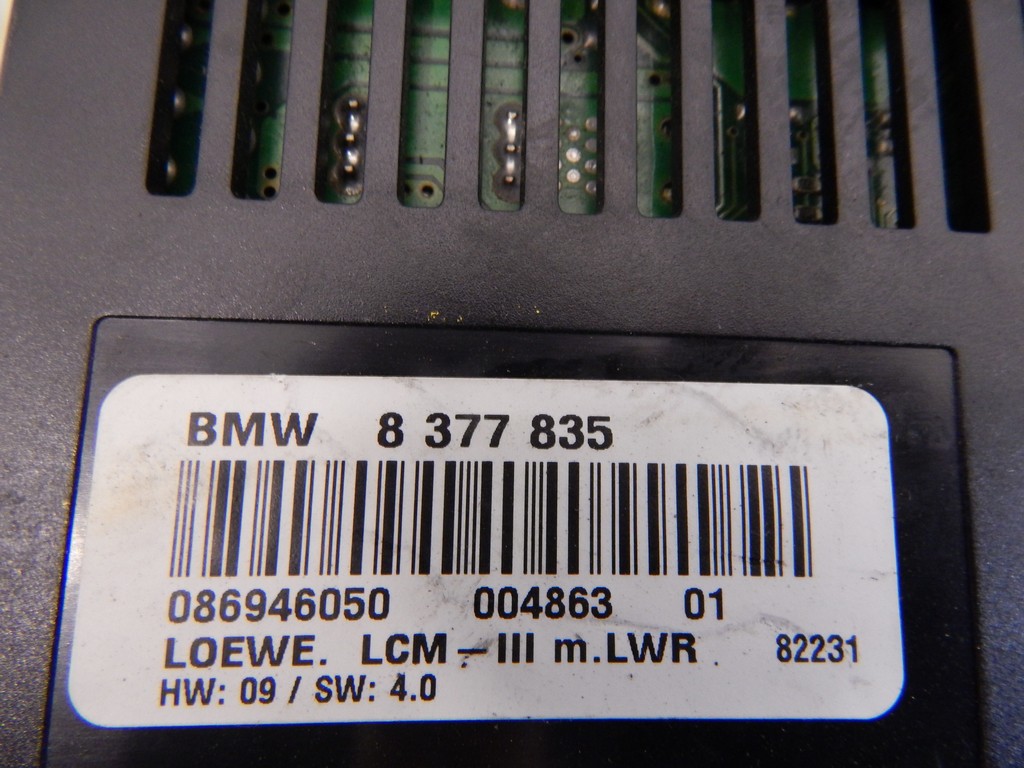 BMW 8 377 835
086946050 004863 01
LOEWE. LCM-III m.LWR 82231
HW: 09 / SW: 4.0